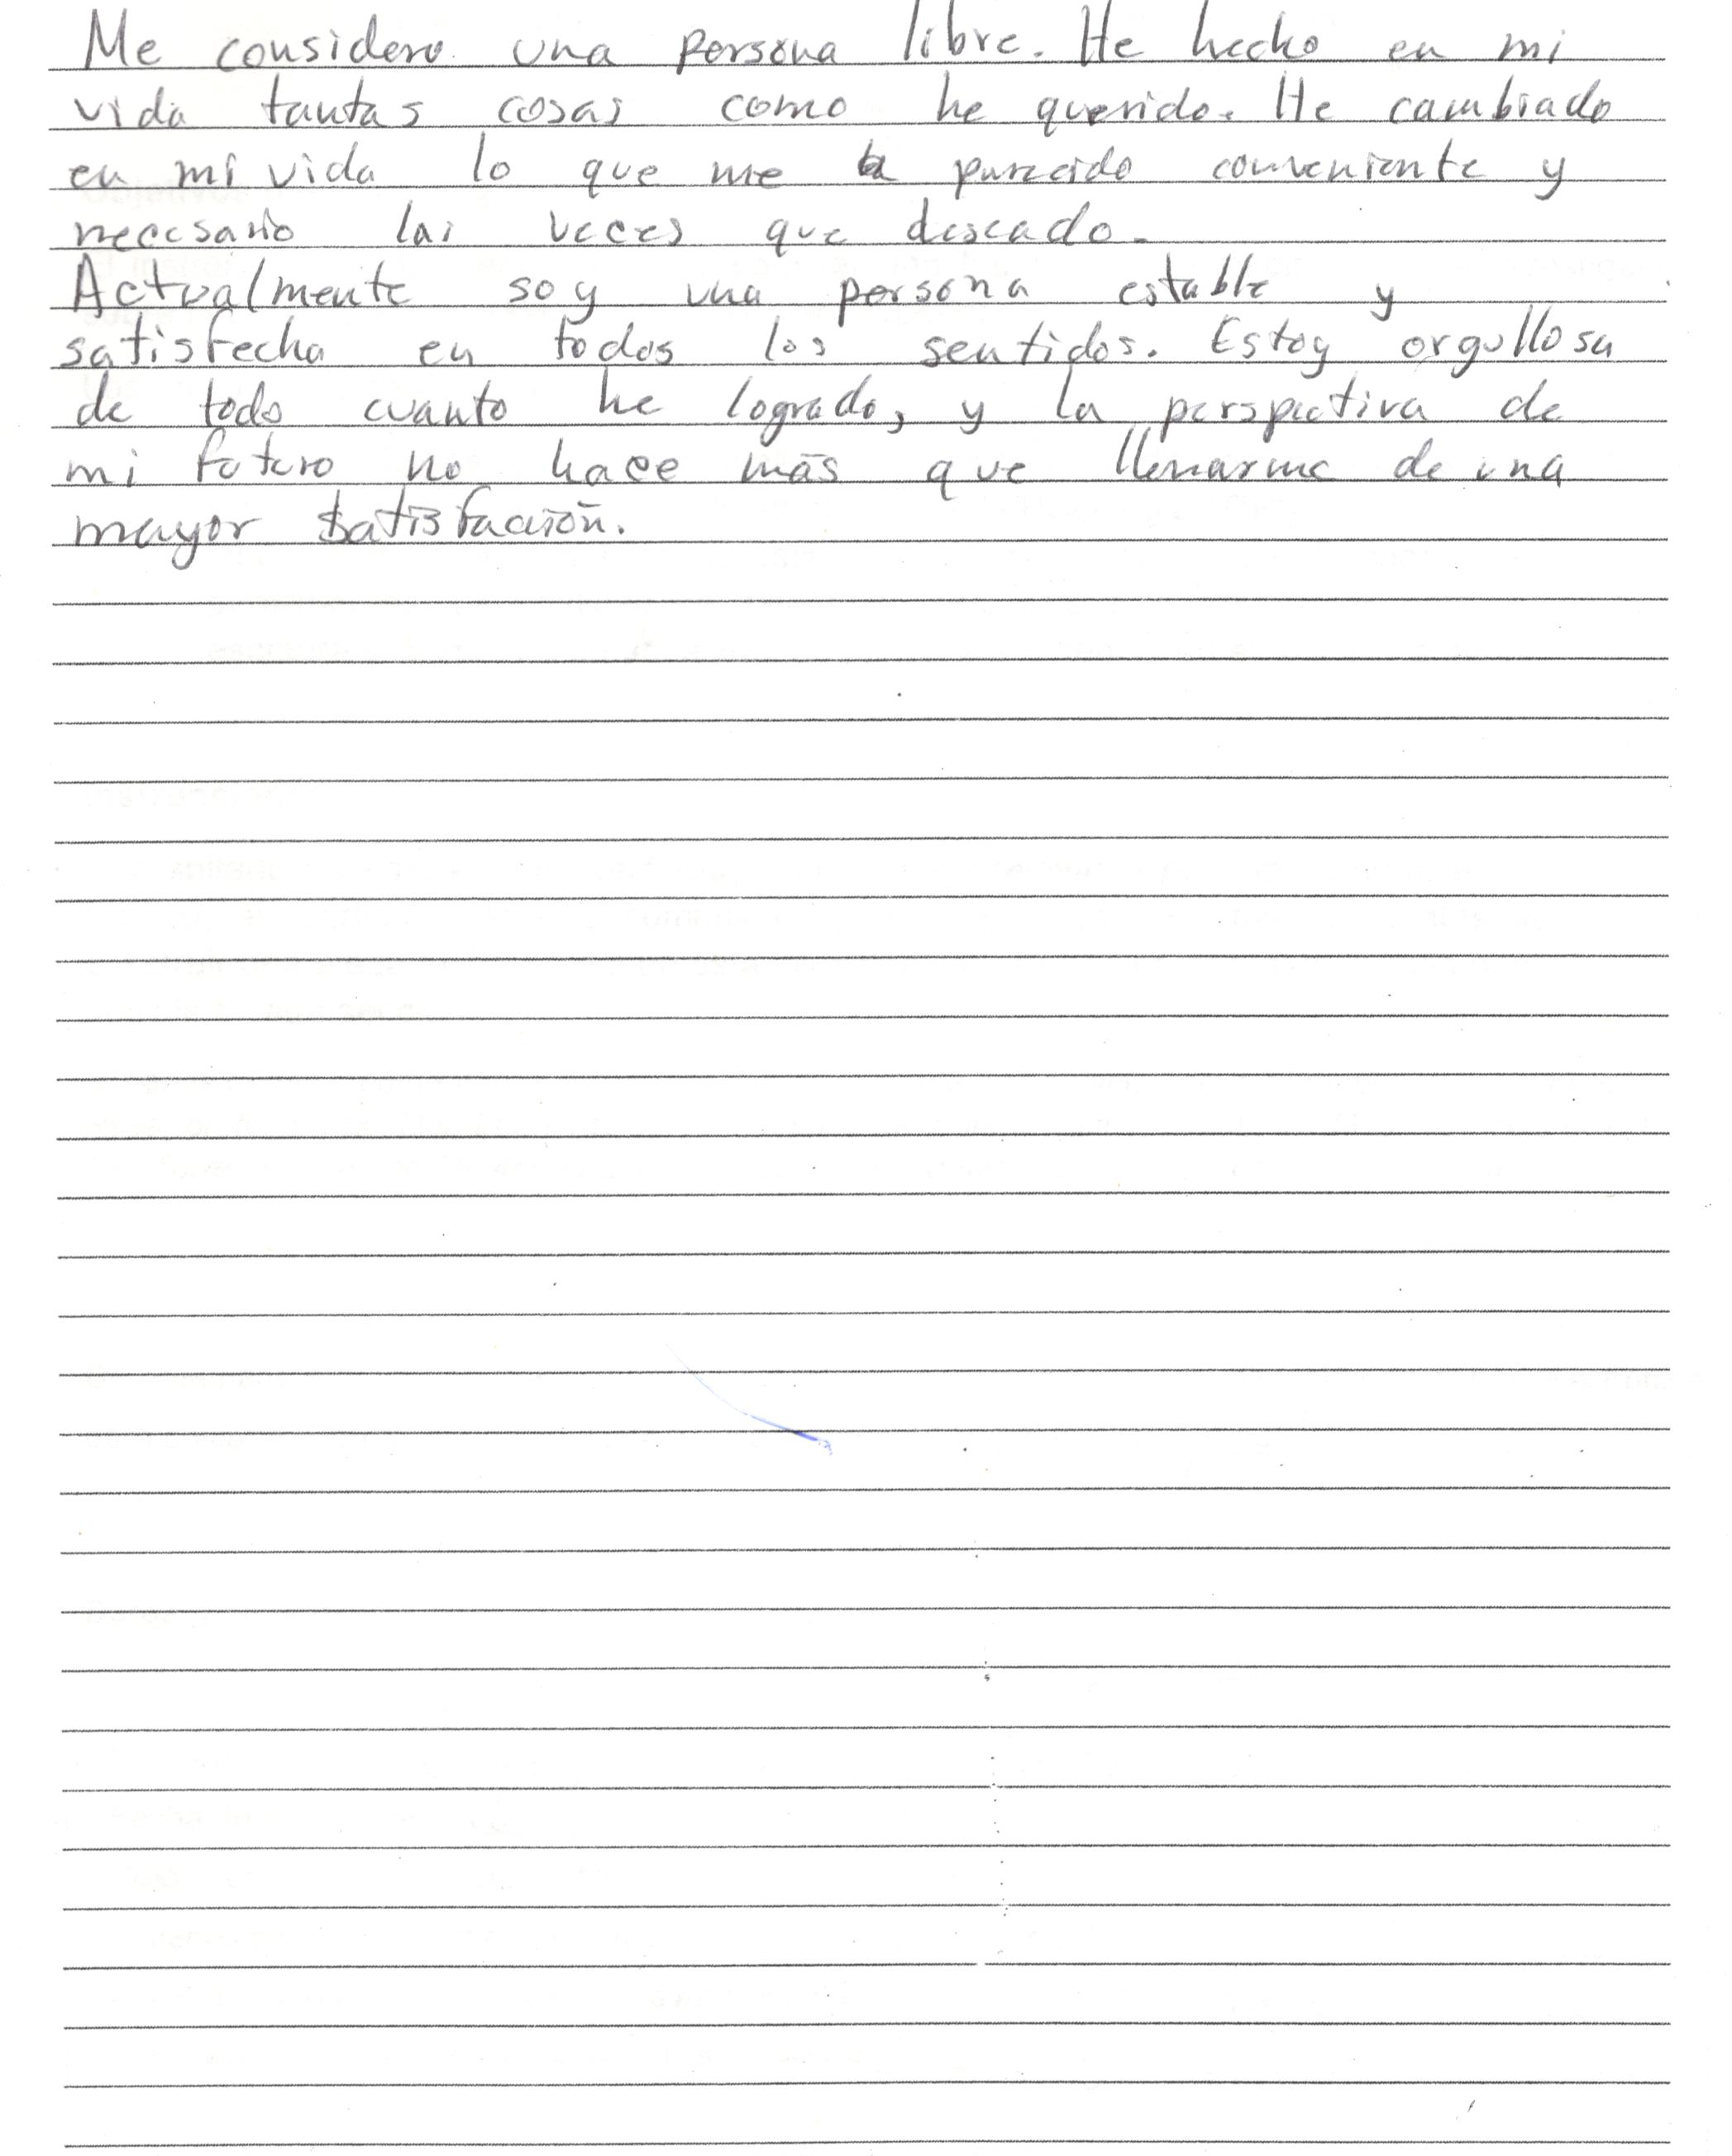 Me considero una persona libre. He hecho en mi
vida tantas cosas como he querido. He cambiado
en mi vida lo que me ha parecido conveniente y
necesario las veces que deseado.
Actualmente soy una persona estable y
satisfecha en todos los sentidos. Estoy orgullosa
de todo cuanto he logrado, y la perspectiva de
mi futuro no hace más que llenarme de una
mayor satisfación.